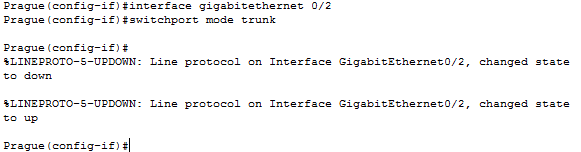 Prague(config-if)#interface gigabitethernet 0/2
Prague(config-if)#switchport mode trunk
Prague(config-if)#
%LINEPROTO-5-UPDOWN: Line protocol on Interface GigabitEthernet0/2, changed state
to down
%LINEPROTO-5-UPDOWN: Line protocol on Interface GigabitEthernet0/2, changed state
to up
Prague(config-if)#